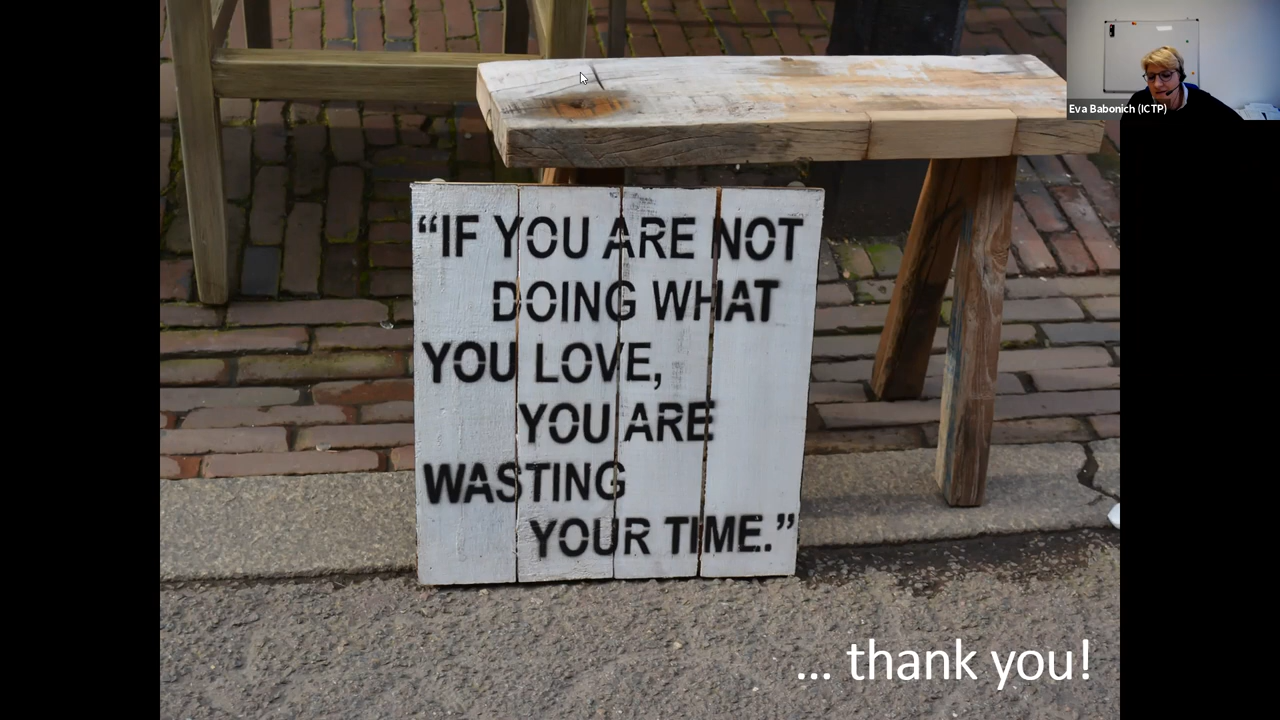 Eva Babonich (ICTP)
“IF YOU ARE NOT
DOING WHAT
YOU LOVE,
YOU ARE
WASTING
YOUR TIME.”
... thank you!